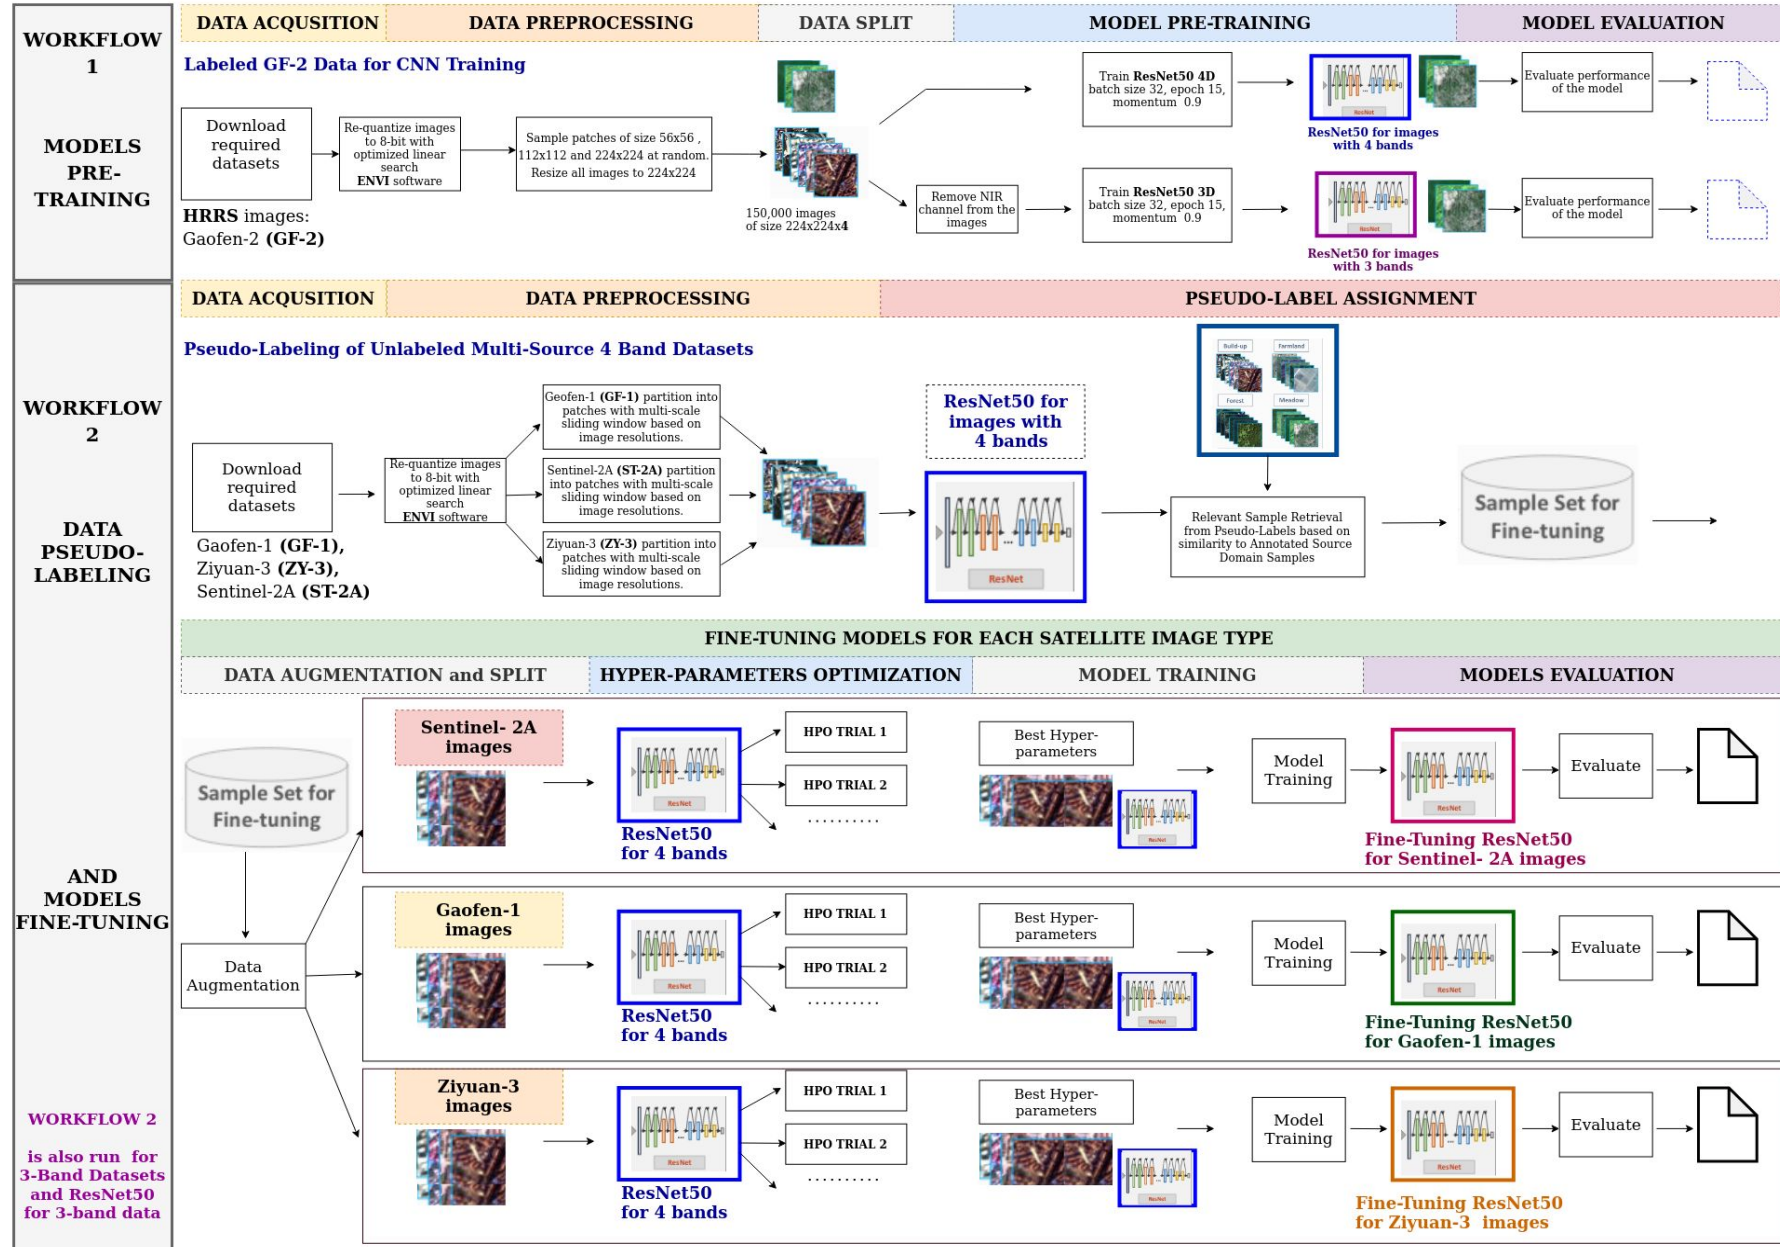 WORKFLOW
1
MODELS
PRE-
TRAINING
DATA ACQUSITION
DATA PREPROCESSING
DATA SPLIT
MODEL PRE-TRAINING
MODEL EVALUATION
Labeled GF-2 Data for CNN Training
Download
required
datasets
HRRS images:
Gaofen-2 (GF-2)
Re-quantize images
to 8-bit with
optimized linear
search
ENVI software
Sample patches of size 56x56 ,
112x112 and 224x224 at random.
Resize all images to 224x224
150,000 images
of size 224x224x4
Remove NIR
channel from the
images
Train ResNet50 4D
batch size 32, epoch 15,
momentum 0.9
ResNet
ResNet50 for images
with 4 bands
Evaluate performance
of the model
Train ResNet50 3D
batch size 32, epoch 15,
momentum 0.9
ResNet
ResNet50 for images
with 3 bands
Evaluate performance
of the model
WORKFLOW
2
DATA
PSEUDO-
LABELING
AND
MODELS
FINE-TUNING
WORKFLOW 2
is also run for
3-Band Datasets
and ResNet50
for 3-band data
DATA ACQUSITION
DATA PREPROCESSING
PSEUDO-LABEL ASSIGNMENT
Pseudo-Labeling of Unlabeled Multi-Source 4 Band Datasets
Download
required
datasets
Gaofen-1 (GF-1),
Ziyuan-3 (ZY-3),
Sentinel-2A (ST-2A)
Re-quantize images
to 8-bit with
optimized linear
search
ENVI software
Geofen-1 (GF-1) partition into
patches with multi-scale
sliding window based on
image resolutions.
Sentinel-2A (ST-2A) partition
into patches with multi-scale
sliding window based on
image resolutions.
Ziyuan-3 (ZY-3) partition into
patches with multi-scale
sliding window based on
image resolutions.
ResNet50 for
images with
4 bands
ResNet
Build-up
Farmland
Forest
Meadow
Relevant Sample Retrieval
from Pseudo-Labels based on
similarity to Annotated Source
Domain Samples
Sample Set for
Fine-tuning
FINE-TUNING MODELS FOR EACH SATELLITE IMAGE TYPE
DATA AUGMENTATION and SPLIT
HYPER-PARAMETERS OPTIMIZATION
MODEL TRAINING
MODELS EVALUATION
Sample Set for
Fine-tuning
Data
Augmentation
Sentinel- 2A
images
ResNet
ResNet50
for 4 bands
HPO TRIAL 1
HPO TRIAL 2
..........
Best Hyper-
parameters
ResNet
Model
Training
ResNet
Fine-Tuning ResNet50
for Sentinel- 2A images
Evaluate
Gaofen-1
images
ResNet
ResNet50
for 4 bands
HPO TRIAL 1
HPO TRIAL 2
..........
Best Hyper-
parameters
ResNet
Model
Training
ResNet
Fine-Tuning ResNet50
for Gaofen-1 images
Evaluate
Ziyuan-3
images
ResNet
ResNet50
for 4 bands
HPO TRIAL 1
HPO TRIAL 2
..........
Best Hyper-
parameters
ResNet
Model
Training
ResNet
Fine-Tuning ResNet50
for Ziyuan-3 images
Evaluate